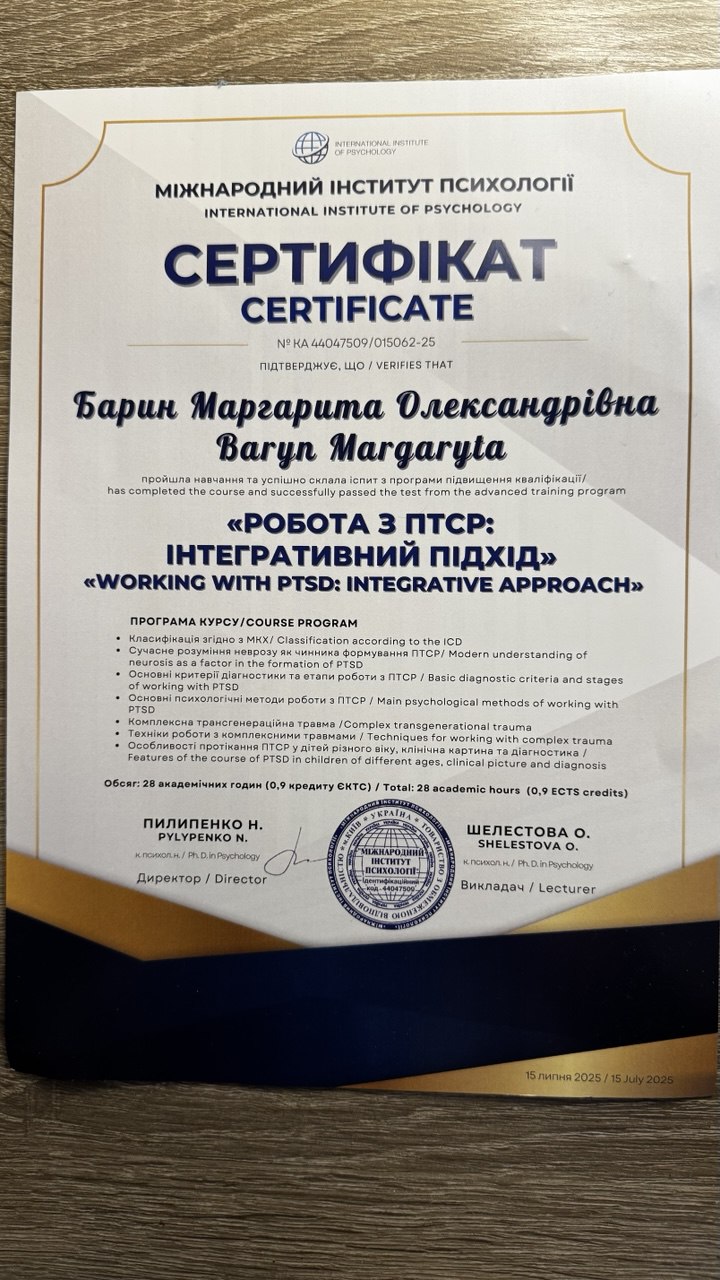 INTERNATIONAL INSTITUTE
OF PSYCHOLOGY
МІЖНАРОДНИЙ ІНСТИТУТ ПСИХОЛОГІЇ
INTERNATIONAL INSTITUTE OF PSYCHOLOGY
СЕРТИФІКАТ
CERTIFICATE
№ КА 44047509/015062-25
ПІДТВЕРДЖУЄ, ЩО / VERIFIES THAT
Барин Маргарита Олександрівна
Baryn Margaryta
пройшла навчання та успішно склала іспит з програми підвищення кваліфікації/
has completed the course and successfully passed the test from the advanced training program
«РОБОТА З ПТСР:
ІНТЕГРАТИВНИЙ ПІДХІД»
«WORKING WITH PTSD: INTEGRATIVE APPROACH»
ПРОГРАМА КУРСУ/COURSE PROGRAM
• Класифікація згідно з МКХ/ Classification according to the ICD
• Сучасне розуміння неврозу як чинника формування ПТСР/ Modern understanding of
neurosis as a factor in the formation of PTSD
• Основні критерії діагностики та етапи роботи з ПТСР / Basic diagnostic criteria and stages
of working with PTSD
• Основні психологічні методи роботи з ПТСР / Main psychological methods of working with
PTSD
• Комплексна трансгенераційна травма /Complex transgenerational trauma
• Техніки роботи з комплексними травмами / Techniques for working with complex trauma
• Особливості протікання ПТСР у дітей різного віку, клінічна картина та діагностика /
Features of the course of PTSD in children of different ages, clinical picture and diagnosis
Обсяг: 28 академічних годин (0,9 кредиту ЄКТС) / Total: 28 academic hours (0,9 ECTS credits)
ПИЛИПЕНКО Н.
PYLYPENKO N.
к. психол. н. / Ph. D. in Psychology
Директор / Director
м. КИЇВ * УКРАЇНА * ТОВАРИСТВО З ОБМЕЖЕНОЮ ВІДПОВІДАЛЬНІСТЮ
МІЖНАРОДНИЙ
ІНСТИТУТ
ПСИХОЛОГІЇ
Ідентифікаційний
код 44047509
ШЕЛЕСТОВА О.
SHELESTOVA O.
к. психол. н. / Ph. D. in Psychology
Викладач / Lecturer
15 липня 2025 / 15 July 2025